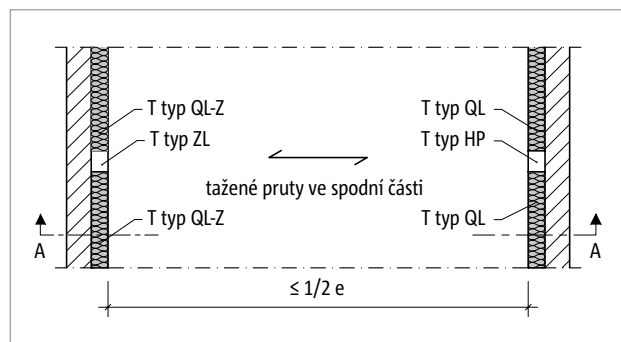 T typ QL-Z T typ QL
T typ ZL T typ HP
tažené pruty ve spodní části
T typ QL-Z T typ QL
A A
≤ 1/2 e